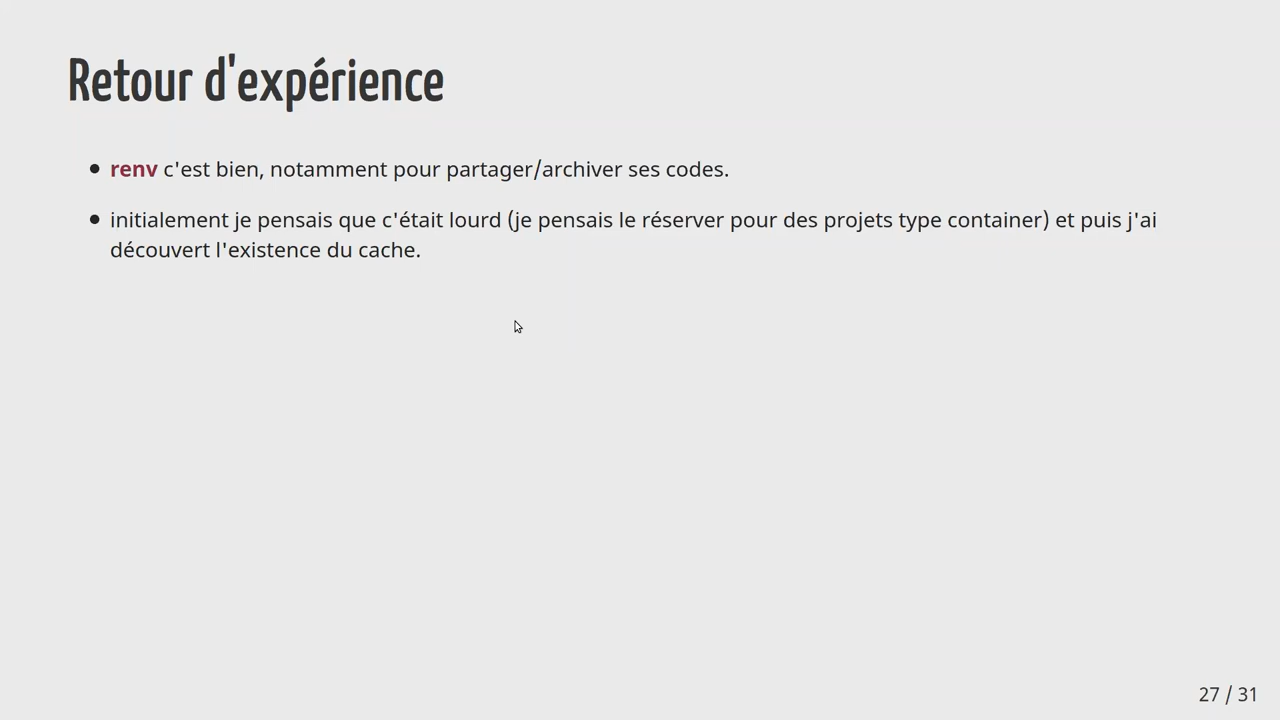 Retour d'expérience
renv c'est bien, notamment pour partager/archiver ses codes.
initialement je pensais que c'était lourd (je pensais le réserver pour des projets type container) et puis j'ai
découvert l'existence du cache.
27 / 31